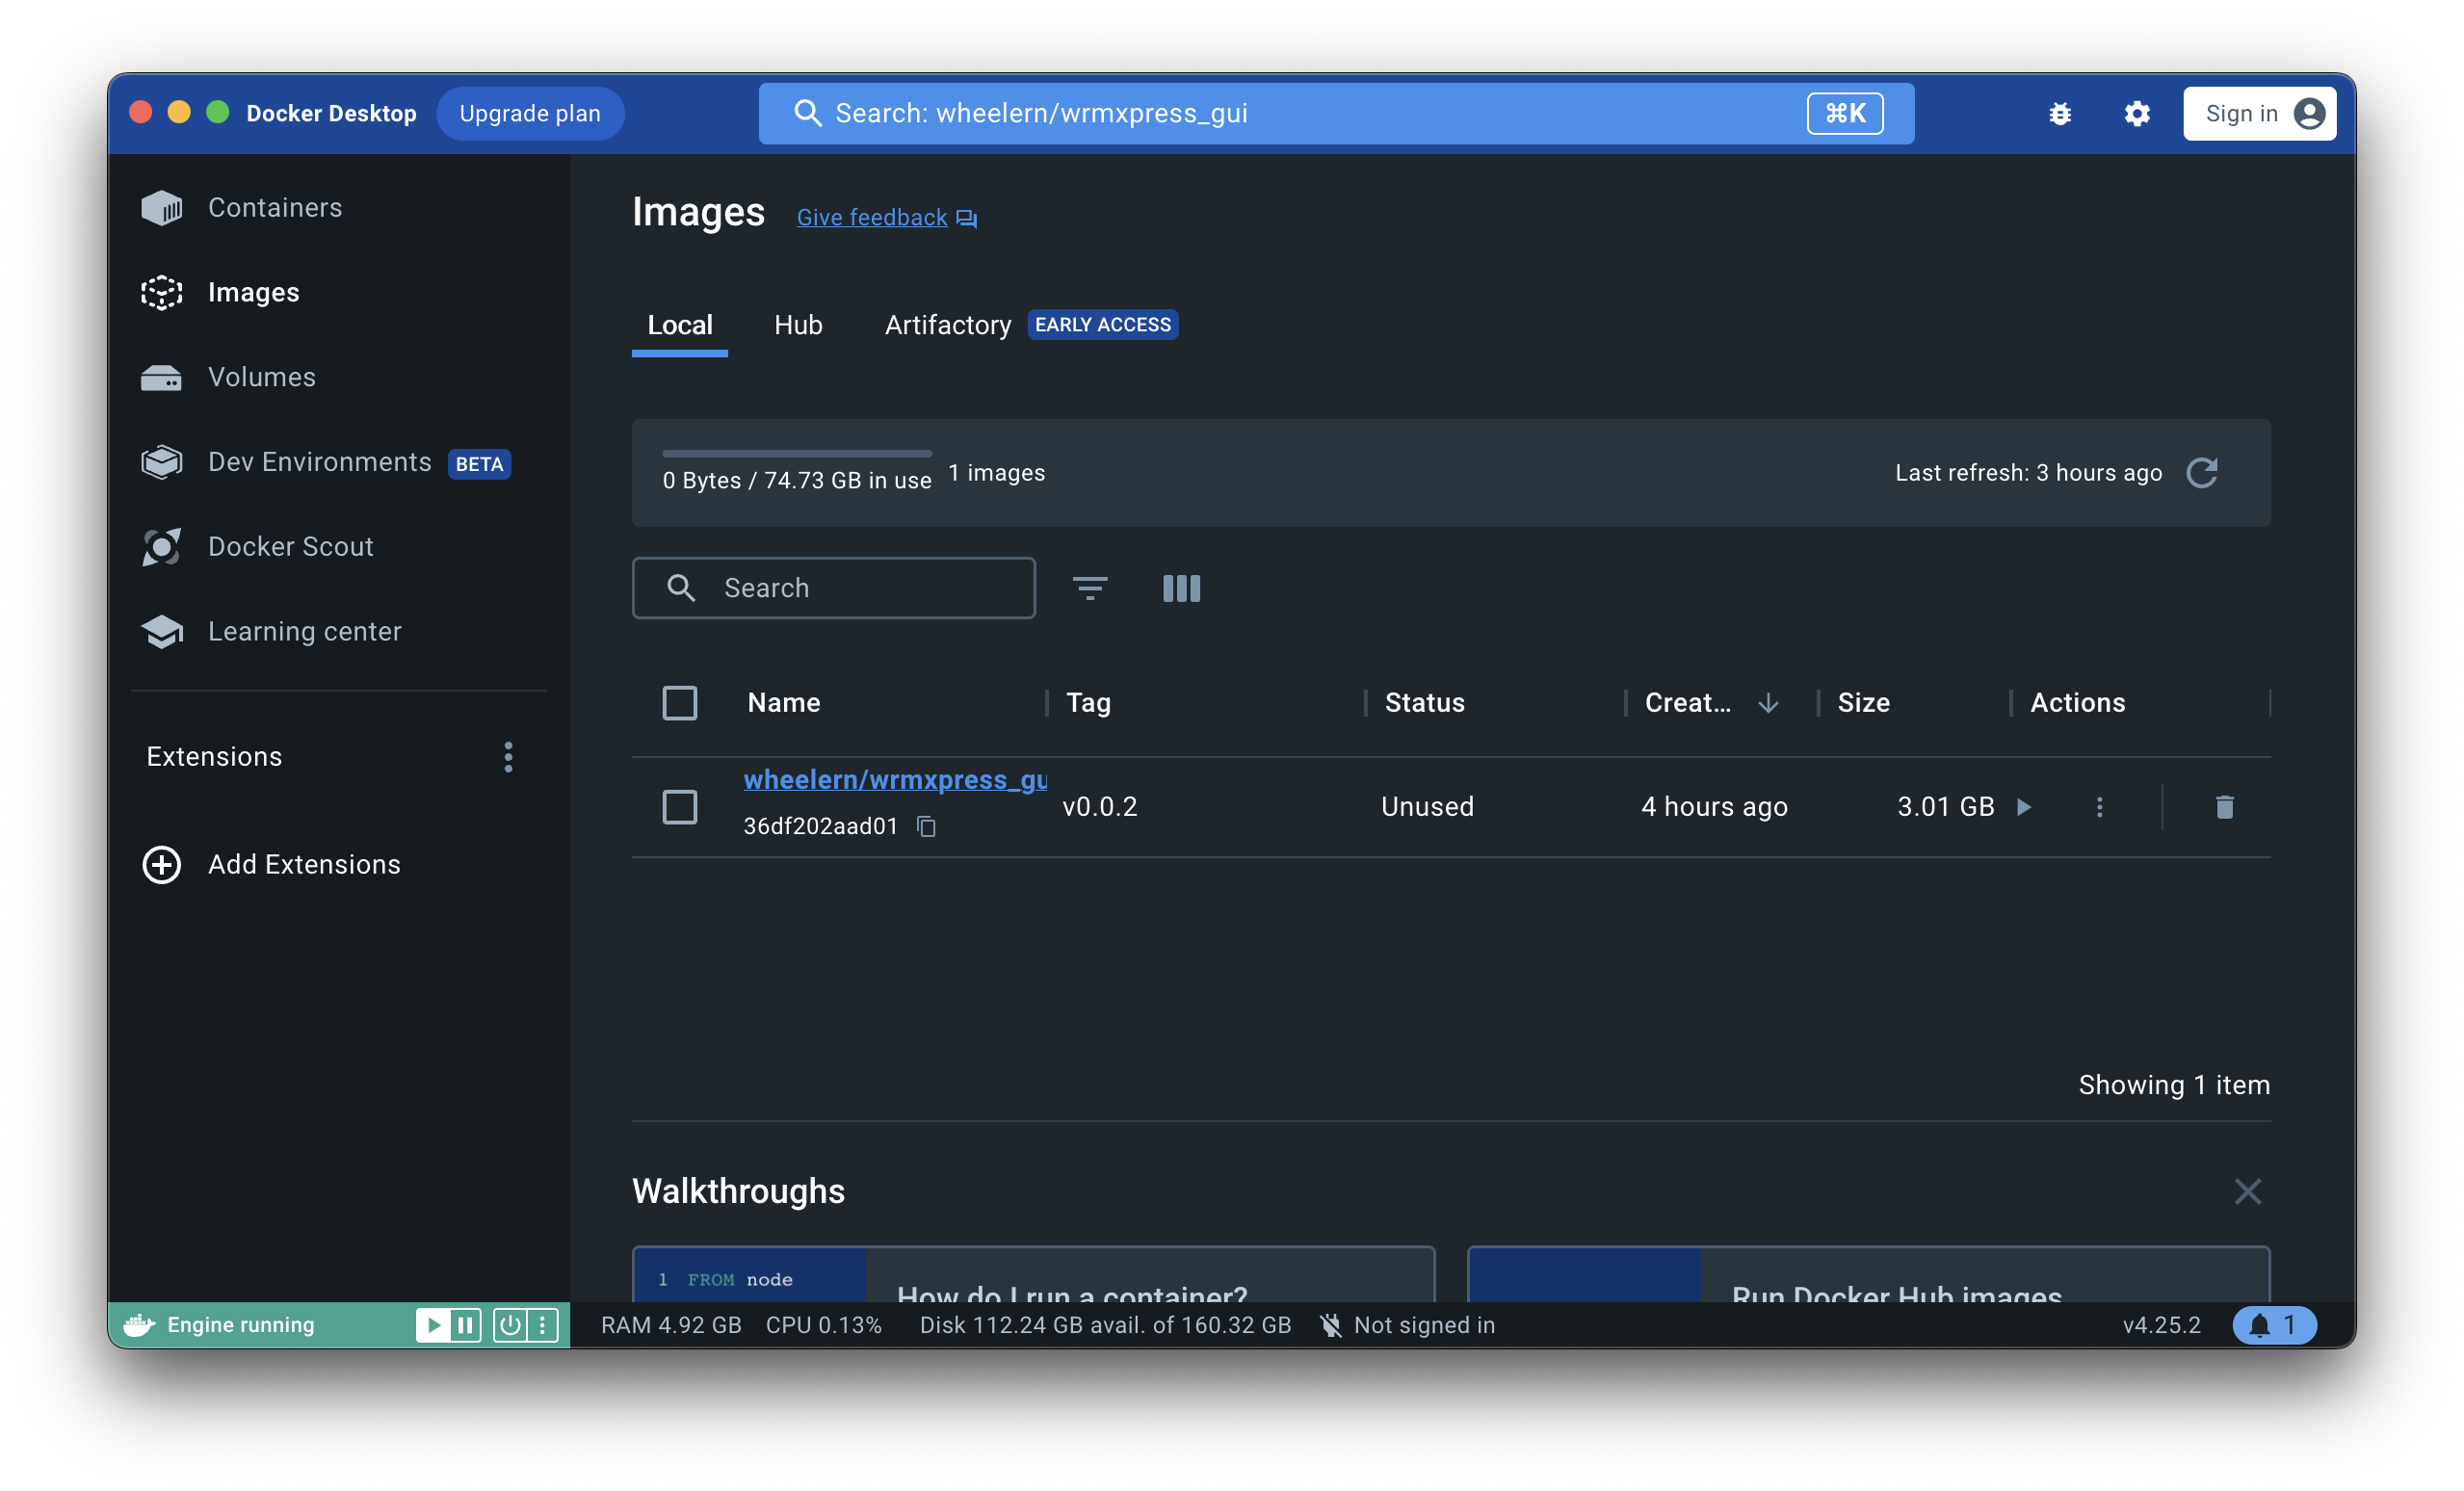 Docker Desktop
Upgrade plan
Search: wheelern/wrmxpress_gui
⌘K
Sign in
Containers
Images
Volumes
Dev Environments BETA
Docker Scout
Learning center
Extensions
Add Extensions
Images
Give feedback
Local
Hub
Artifactory EARLY ACCESS
0 Bytes / 74.73 GB in use
1 images
Last refresh: 3 hours ago
Search
Name Tag Status Creat... Size Actions
wheelern/wrmxpress_gu
36df202aad01
v0.0.2 Unused 4 hours ago 3.01 GB
Showing 1 item
Walkthroughs
1 FROM node
How do I run a container?
Run Docker Hub images
Engine running
RAM 4.92 GB CPU 0.13% Disk 112.24 GB avail. of 160.32 GB Not signed in
v4.25.2
1